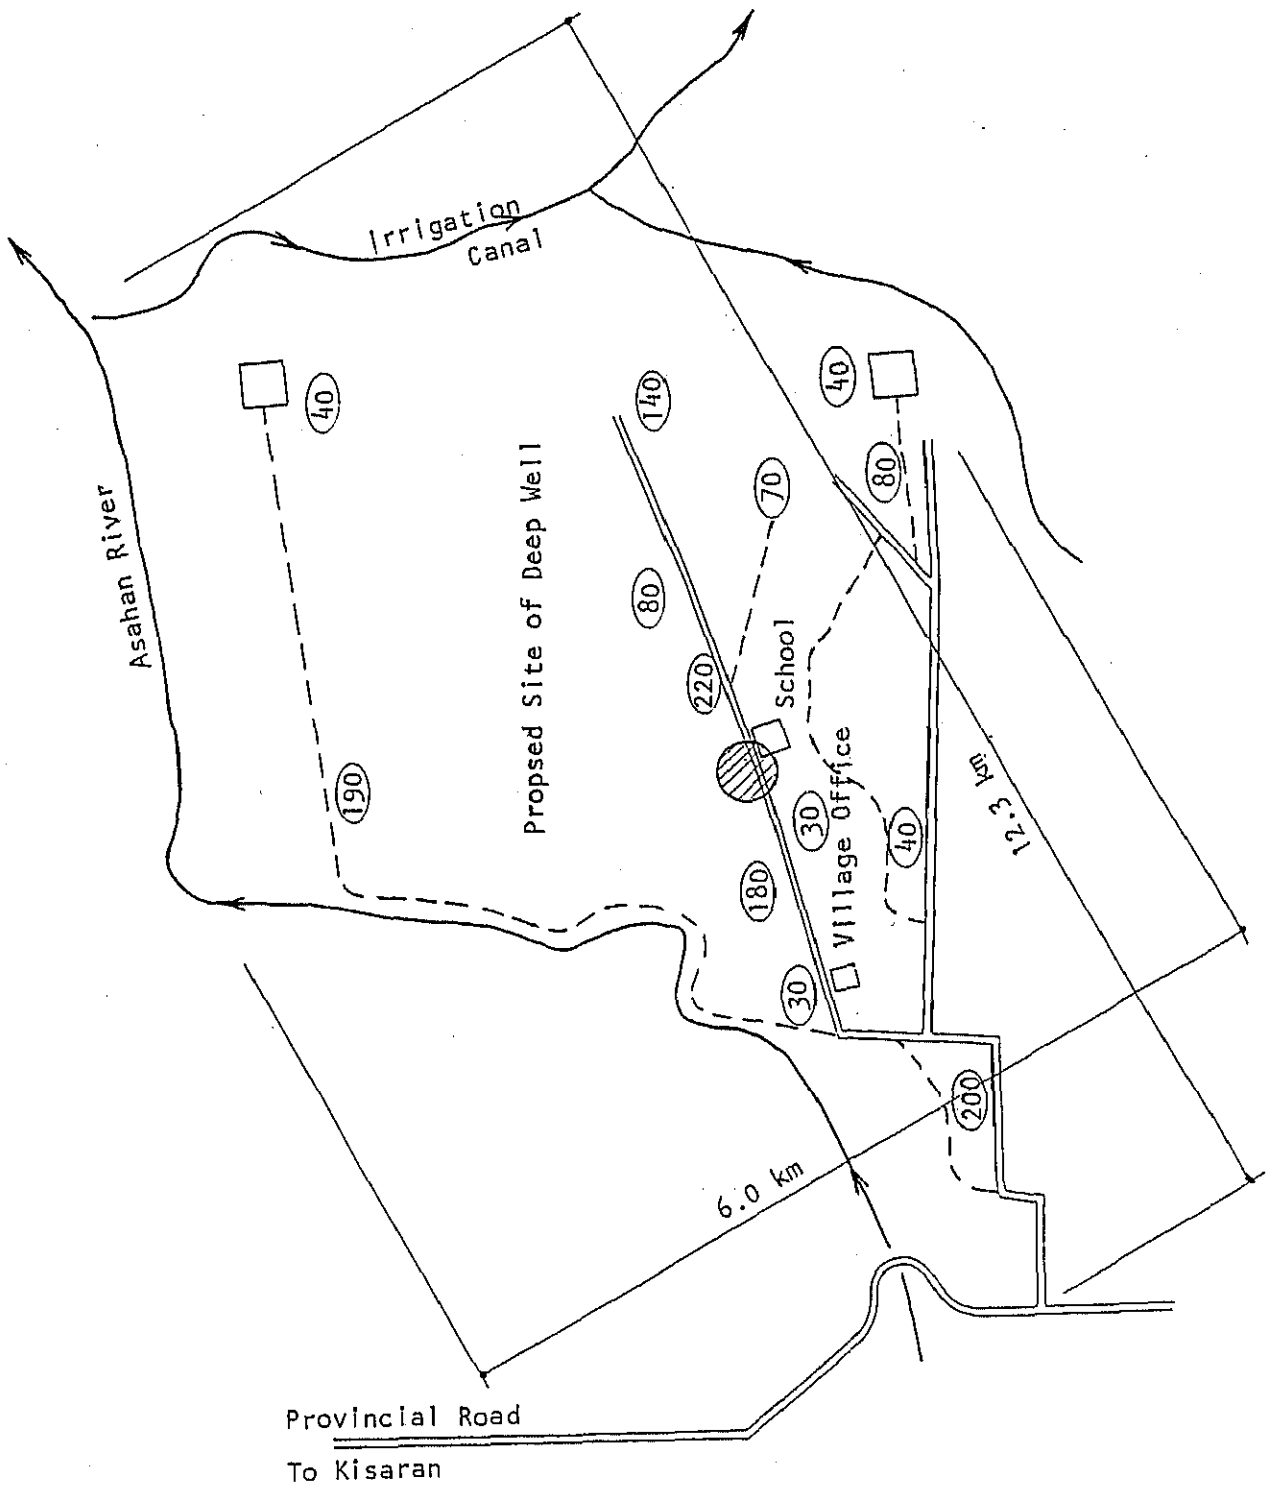 Irrigation
Canal
Asahan River
40
140
40
80
70
Propsed Site of Deep Well
80
220
School
190
30
Village Office
40
180
30
12.3 km
200
6.0 km
Provincial Road
To Kisaran